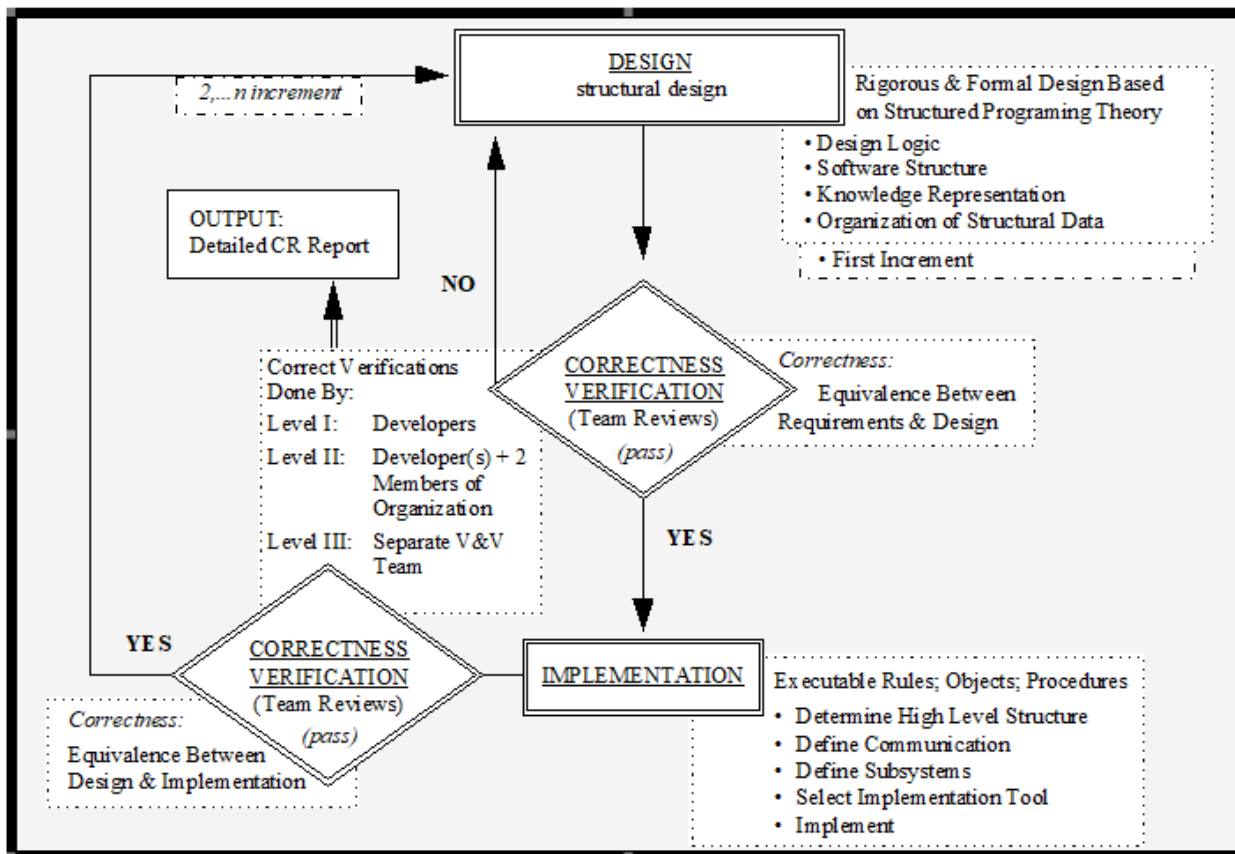 DESIGN
structural design
2,...n increment
Rigorous & Formal Design Based
on Structured Programing Theory
• Design Logic
• Software Structure
• Knowledge Representation
• Organization of Structural Data
• First Increment
OUTPUT:
Detailed CR Report
NO
CORRECTNESS
VERIFICATION
(Team Reviews)
(pass)
Correctness:
Equivalence Between
Requirements & Design
Correct Verifications
Done By:
Level I: Developers
Level II: Developer(s) + 2
Members of
Organization
Level III: Separate V&V
Team
YES
YES
CORRECTNESS
VERIFICATION
(Team Reviews)
(pass)
Correctness:
Equivalence Between
Design & Implementation
IMPLEMENTATION
Executable Rules; Objects; Procedures
• Determine High Level Structure
• Define Communication
• Define Subsystems
• Select Implementation Tool
• Implement